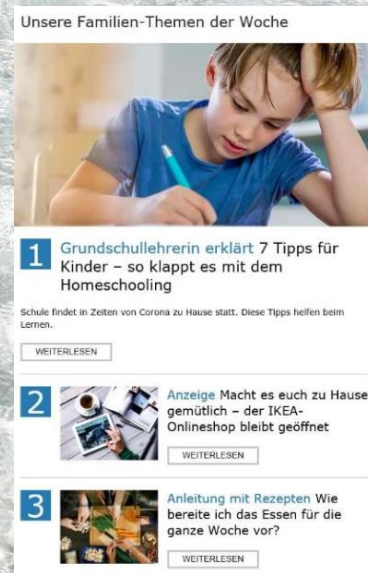 Unsere Familien-Themen der Woche
1 Grundschullehrerin erklärt 7 Tipps für
Kinder – so klappt es mit dem
Homeschooling
Schule findet in Zeiten von Corona zu Hause statt. Diese Tipps helfen beim
Lernen.
WEITERLESEN
2 Anzeige Macht es euch zu Hause
gemütlich – der IKEA-
Onlineshop bleibt geöffnet
WEITERLESEN
3 Anleitung mit Rezepten Wie
bereite ich das Essen für die
ganze Woche vor?
WEITERLESEN